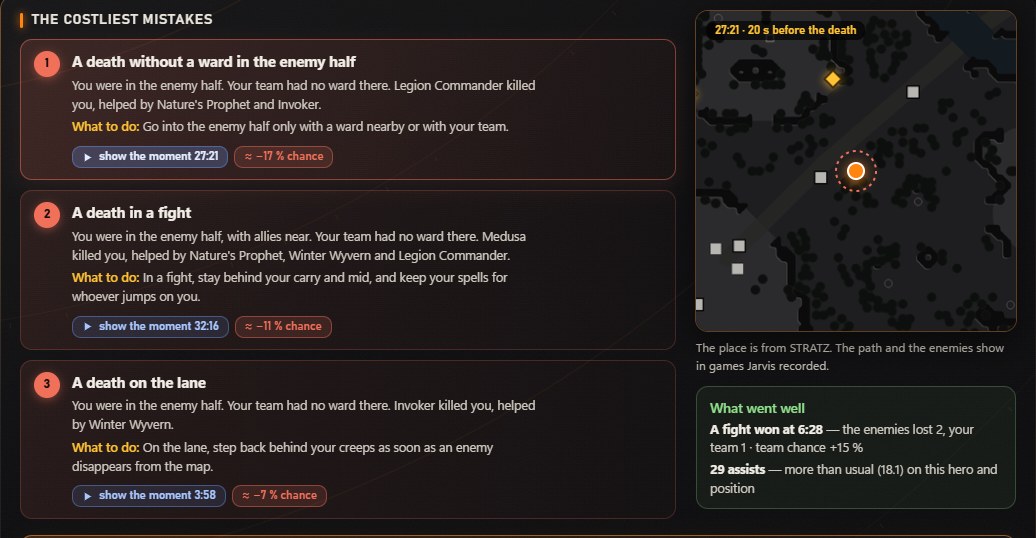 THE COSTLIEST MISTAKES
1
A death without a ward in the enemy half
You were in the enemy half. Your team had no ward there. Legion Commander killed
you, helped by Nature's Prophet and Invoker.
What to do: Go into the enemy half only with a ward nearby or with your team.
▶ show the moment 27:21
≈ −17 % chance
2
A death in a fight
You were in the enemy half, with allies near. Your team had no ward there. Medusa
killed you, helped by Nature's Prophet, Winter Wyvern and Legion Commander.
What to do: In a fight, stay behind your carry and mid, and keep your spells for
whoever jumps on you.
▶ show the moment 32:16
≈ −11 % chance
3
A death on the lane
You were in the enemy half. Your team had no ward there. Invoker killed you, helped
by Winter Wyvern.
What to do: On the lane, step back behind your creeps as soon as an enemy
disappears from the map.
▶ show the moment 3:58
≈ −7 % chance
27:21 · 20 s before the death
The place is from STRATZ. The path and the enemies show
in games Jarvis recorded.
What went well
A fight won at 6:28 — the enemies lost 2, your
team 1 · team chance +15 %
29 assists — more than usual (18.1) on this hero and
position